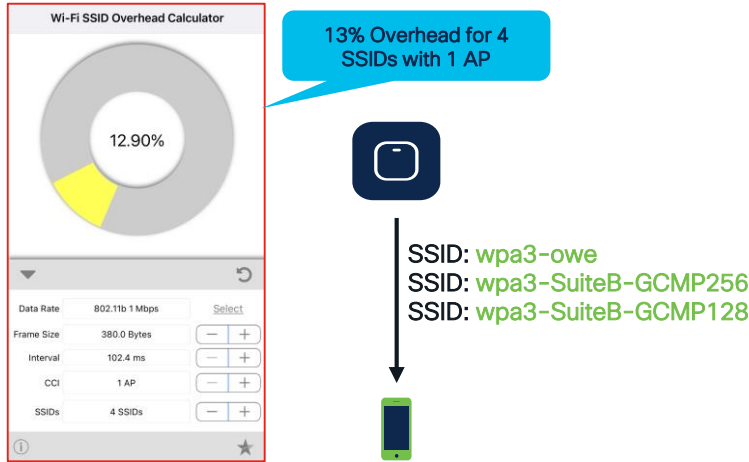 Wi-Fi SSID Overhead Calculator
13% Overhead for 4
SSIDs with 1 AP
12.90%
SSID: wpa3-owe
SSID: wpa3-SuiteB-GCMP256
SSID: wpa3-SuiteB-GCMP128
Data Rate 802.11b 1 Mbps Select
Frame Size 380.0 Bytes − +
Interval 102.4 ms − +
CCI 1 AP − +
SSIDs 4 SSIDs − +